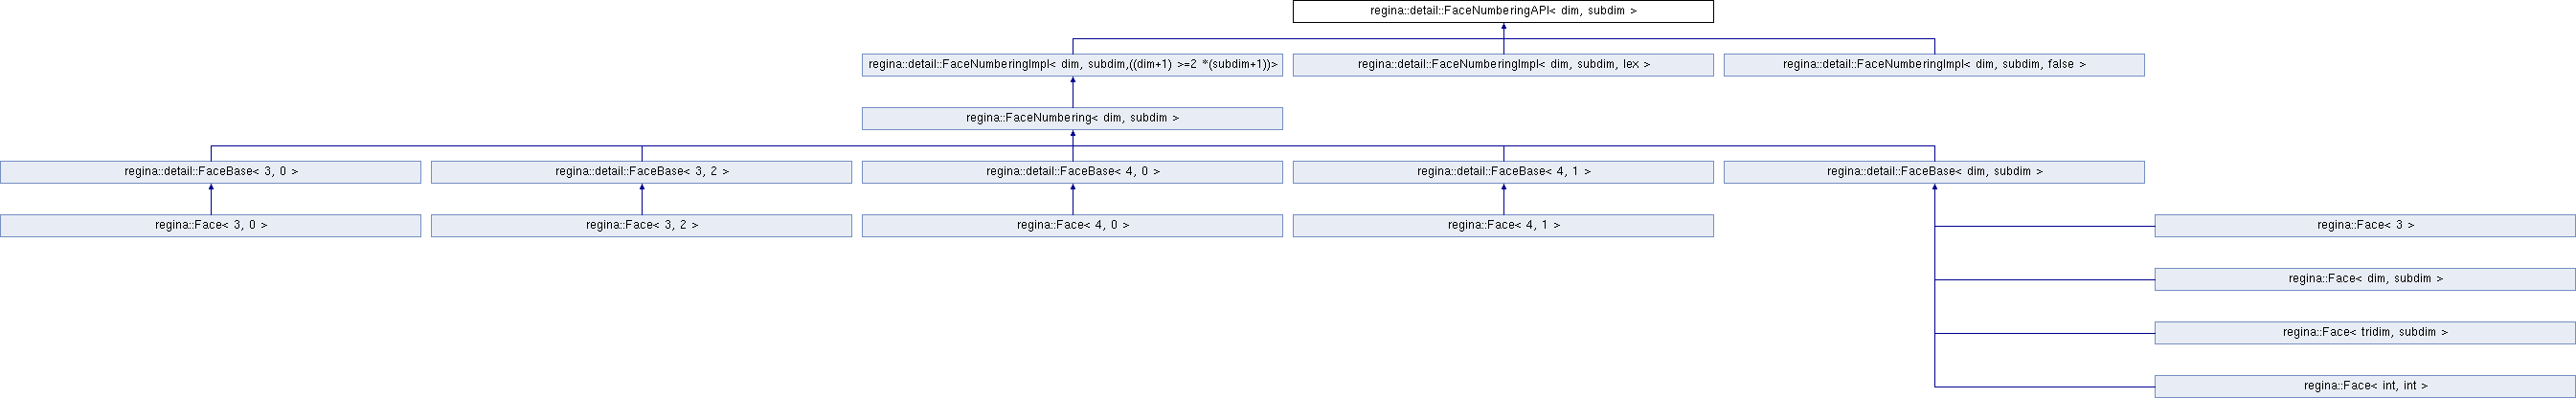 regina::detail::FaceNumberingAPI< dim, subdim >
regina::detail::FaceNumberingImpl< dim, subdim,((dim+1) >=2 *(subdim+1))>
regina::detail::FaceNumberingImpl< dim, subdim, lex >
regina::detail::FaceNumberingImpl< dim, subdim, false >
regina::FaceNumbering< dim, subdim >
regina::detail::FaceBase< 3, 0 >
regina::detail::FaceBase< 3, 2 >
regina::detail::FaceBase< 4, 0 >
regina::detail::FaceBase< 4, 1 >
regina::detail::FaceBase< dim, subdim >
regina::Face< 3, 0 >
regina::Face< 3, 2 >
regina::Face< 4, 0 >
regina::Face< 4, 1 >
regina::Face< 3 >
regina::Face< dim, subdim >
regina::Face< tridim, subdim >
regina::Face< int, int >